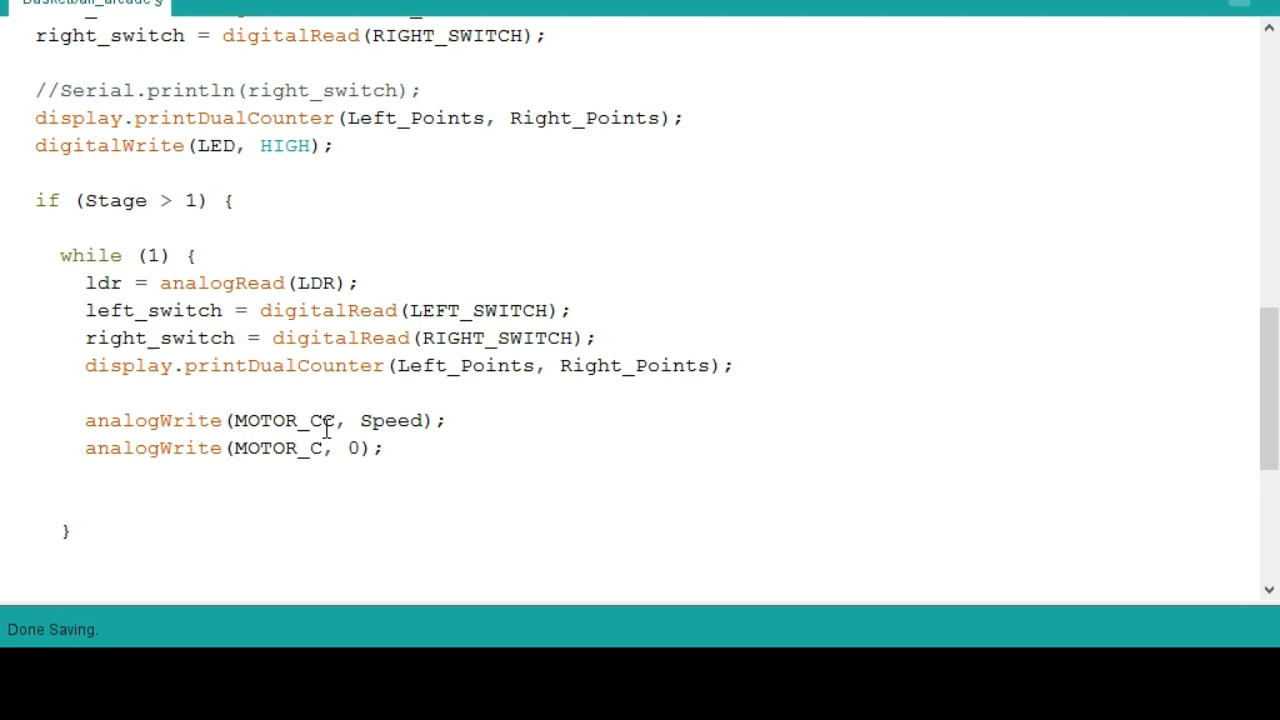 right_switch = digitalRead(RIGHT_SWITCH);
//Serial.println(right_switch);
display.printDualCounter(Left_Points, Right_Points);
digitalWrite(LED, HIGH);
if (Stage > 1) {
while (1) {
ldr = analogRead(LDR);
left_switch = digitalRead(LEFT_SWITCH);
right_switch = digitalRead(RIGHT_SWITCH);
display.printDualCounter(Left_Points, Right_Points);
analogWrite(MOTOR_CC, Speed);
analogWrite(MOTOR_C, 0);
}
Done Saving.